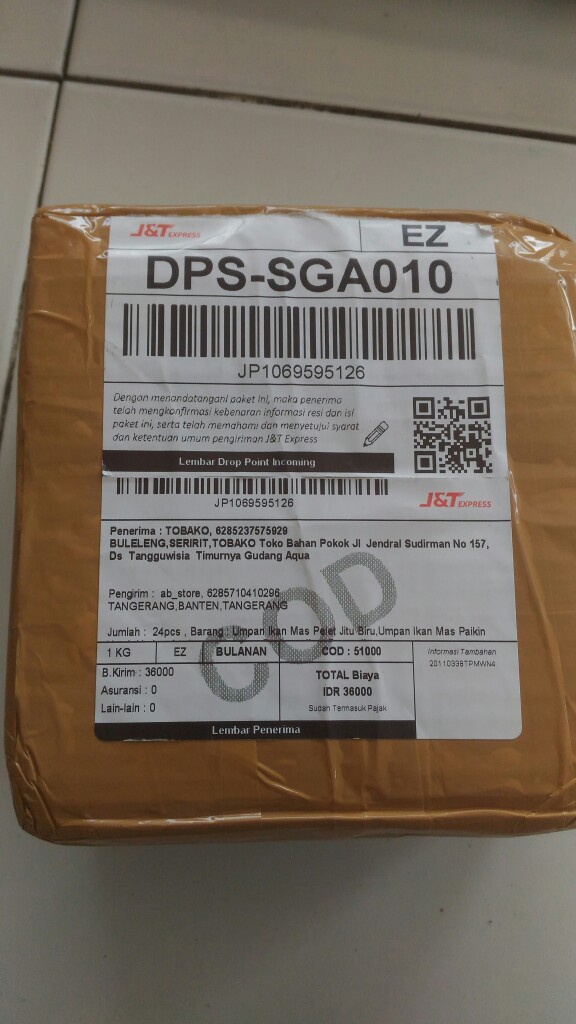 J&T EXPRESS
EZ
DPS-SGA010
JP1069595126
Dengan menandatangani paket ini, maka penerima
telah mengkonfirmasi kebenaran informasi resi dan isi
paket ini, serta telah memahami dan menyetujui syarat
dan ketentuan umum pengiriman J&T Express
Lembar Drop Point Incoming
JP1069595126
J&T EXPRESS
Penerima : TOBAKO, 6285237575929
BULELENG,SERIRIT,TOBAKO Toko Bahan Pokok Jl Jendral Sudirman No 157,
Ds Tangguwisia Timurnya Gudang Aqua
Pengirim : ab_store, 6285710410296
TANGERANG,BANTEN,TANGERANG
COD
Jumlah : 24pcs , Barang : Umpan Ikan Mas Pelet Jitu Biru,Umpan Ikan Mas Paikin
1 KG EZ BULANAN COD : 51000
Informasi Tambahan
20110336TPMWN4
B.Kirim : 36000
Asuransi : 0
Lain-lain : 0
TOTAL Biaya
IDR 36000
Sudah Termasuk Pajak
Lembar Penerima